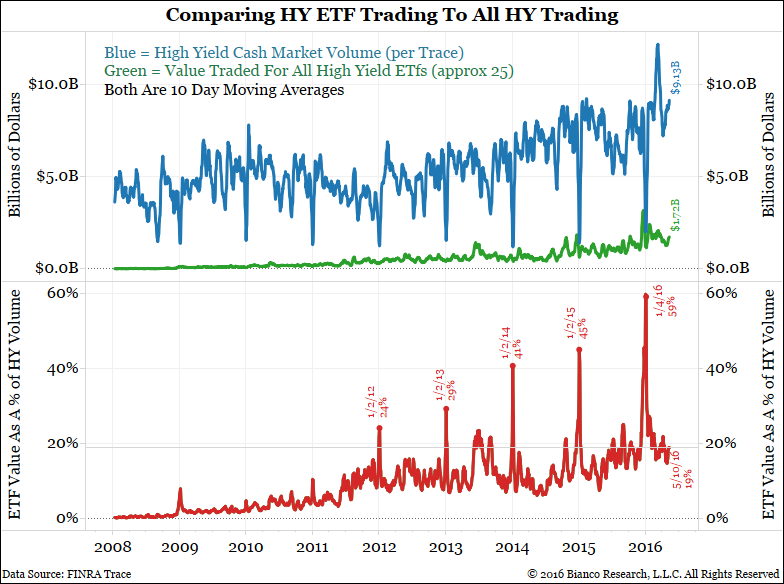 Comparing HY ETF Trading To All HY Trading
Blue = High Yield Cash Market Volume (per Trace)
Green = Value Traded For All High Yield ETfs (approx 25)
Both Are 10 Day Moving Averages
Billions of Dollars
$10.0B
$5.0B
$0.0B
$9.13B
$1.72B
$10.0B
$5.0B
$0.0B
Billions of Dollars
ETF Value As A % of HY Volume
60%
40%
20%
0%
1/2/12
24%
1/2/13
29%
1/2/14
41%
1/2/15
45%
1/4/16
59%
5/10/16
19%
60%
40%
20%
0%
ETF Value As A % of HY Volume
2008 2009 2010 2011 2012 2013 2014 2015 2016
Data Source: FINRA Trace
© 2016 Bianco Research, L.L.C. All Rights Reserved